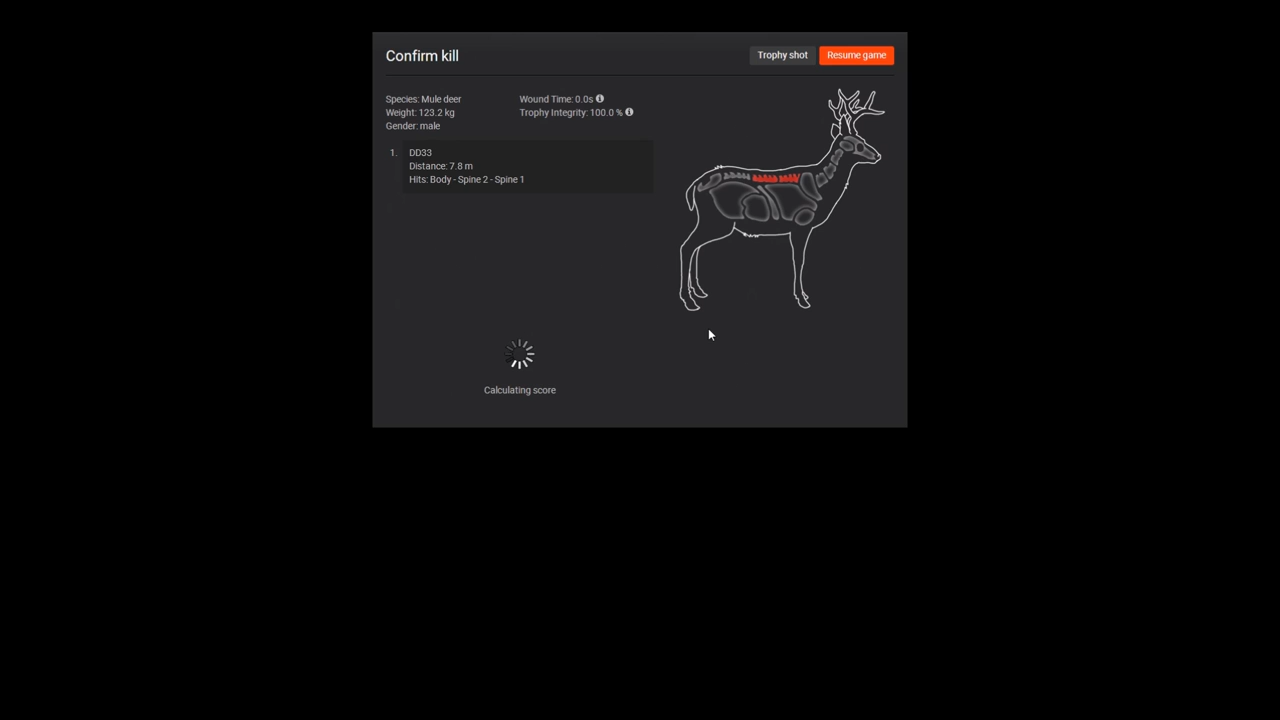 Confirm kill
Trophy shot
Resume game
Species: Mule deer
Weight: 123.2 kg
Gender: male
Wound Time: 0.0s
Trophy Integrity: 100.0 %
1.
DD33
Distance: 7.8 m
Hits: Body - Spine 2 - Spine 1
Calculating score